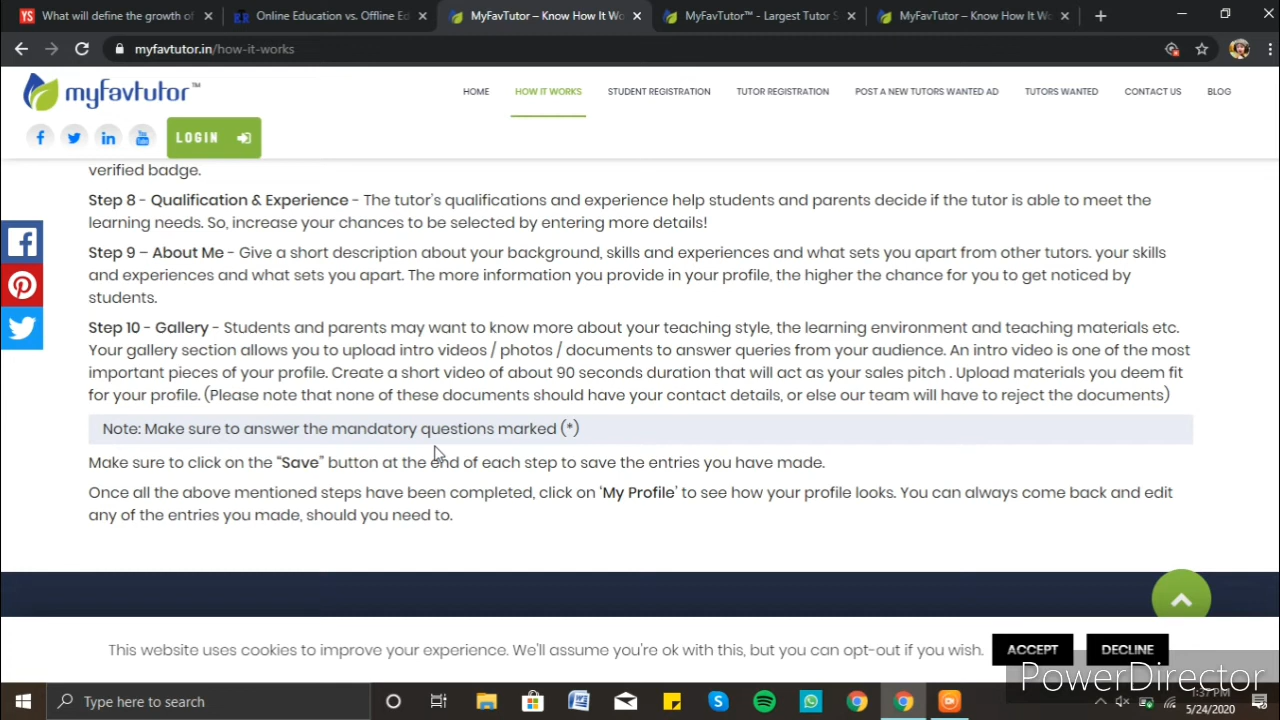 What will define the growth of
Online Education vs. Offline Ed
MyFavTutor – Know How It Wo
MyFavTutor™ - Largest Tutor S
MyFavTutor – Know How It Wo
myfavtutor.in/how-it-works
myfavtutor™
HOME
HOW IT WORKS
STUDENT REGISTRATION
TUTOR REGISTRATION
POST A NEW TUTORS WANTED AD
TUTORS WANTED
CONTACT US
BLOG
LOGIN
verified badge.
Step 8 - Qualification & Experience - The tutor's qualifications and experience help students and parents decide if the tutor is able to meet the
learning needs. So, increase your chances to be selected by entering more details!
Step 9 – About Me - Give a short description about your background, skills and experiences and what sets you apart from other tutors. your skills
and experiences and what sets you apart. The more information you provide in your profile, the higher the chance for you to get noticed by
students.
Step 10 - Gallery - Students and parents may want to know more about your teaching style, the learning environment and teaching materials etc.
Your gallery section allows you to upload intro videos / photos / documents to answer queries from your audience. An intro video is one of the most
important pieces of your profile. Create a short video of about 90 seconds duration that will act as your sales pitch . Upload materials you deem fit
for your profile. (Please note that none of these documents should have your contact details, or else our team will have to reject the documents)
Note: Make sure to answer the mandatory questions marked (*)
Make sure to click on the "Save" button at the end of each step to save the entries you have made.
Once all the above mentioned steps have been completed, click on 'My Profile' to see how your profile looks. You can always come back and edit
any of the entries you made, should you need to.
This website uses cookies to improve your experience. We'll assume you're ok with this, but you can opt-out if you wish.
ACCEPT
DECLINE
PowerDirector
Type here to search
1:37 PM
5/24/2020